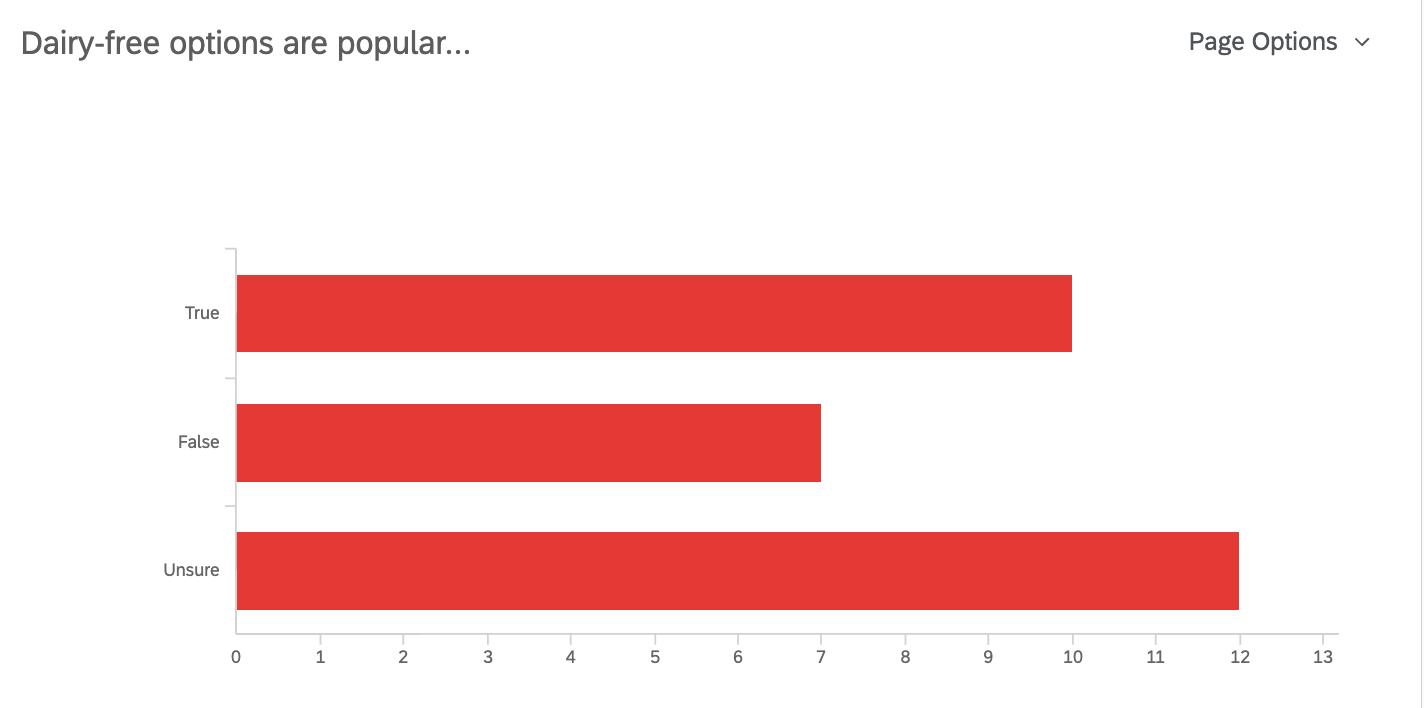 Dairy-free options are popular...
Page Options
True
False
Unsure
0 1 2 3 4 5 6 7 8 9 10 11 12 13